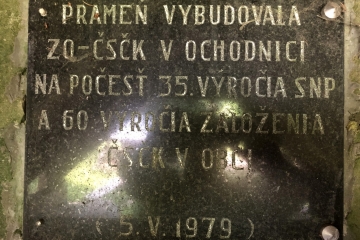 PRAMEŇ VYBUDOVALA
ZO-ČSČK V OCHODNICI
NA POČESŤ 35. VÝROČIA SNP
A 60. VÝROČIA ZALOŽENIA
ČSČK V OBCI
( 5. V. 1979 )